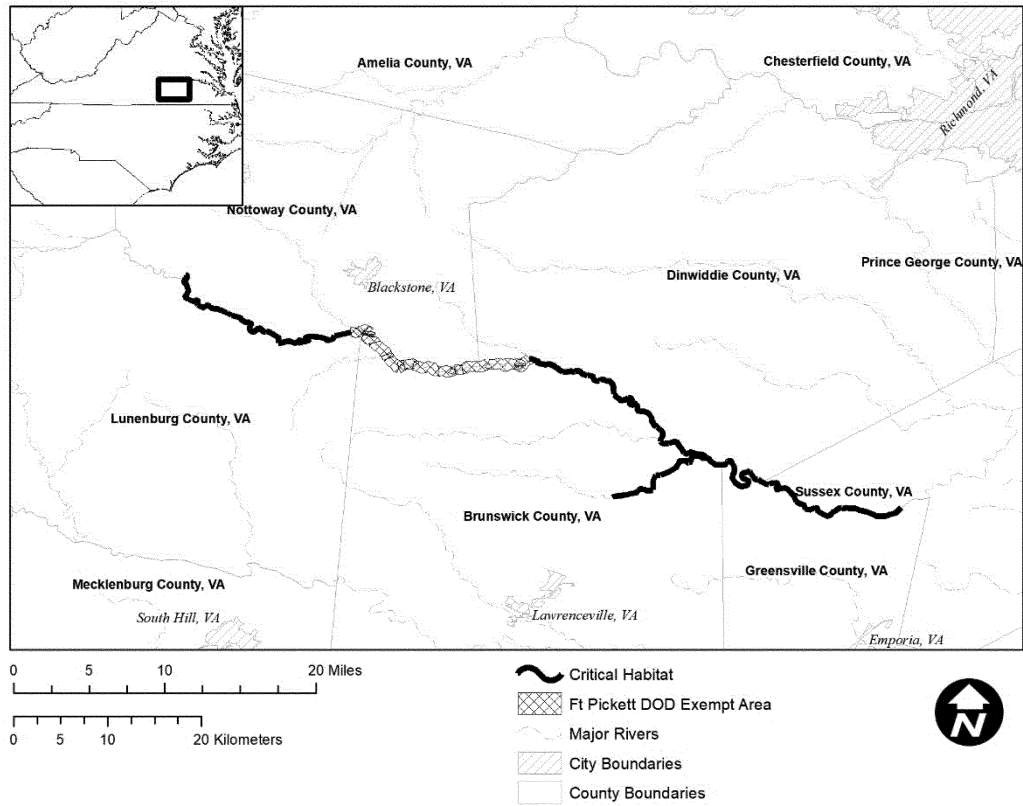 Amelia County, VA
Chesterfield County, VA
Richmond, VA
Nottoway County, VA
Prince George County, VA
Dinwiddie County, VA
Blackstone, VA
Lunenburg County, VA
Sussex County, VA
Brunswick County, VA
Greensville County, VA
Mecklenburg County, VA
South Hill, VA
Lawrenceville, VA
Emporia, VA
0 5 10 20 Miles
0 5 10 20 Kilometers
Critical Habitat
Ft Pickett DOD Exempt Area
Major Rivers
City Boundaries
County Boundaries
N